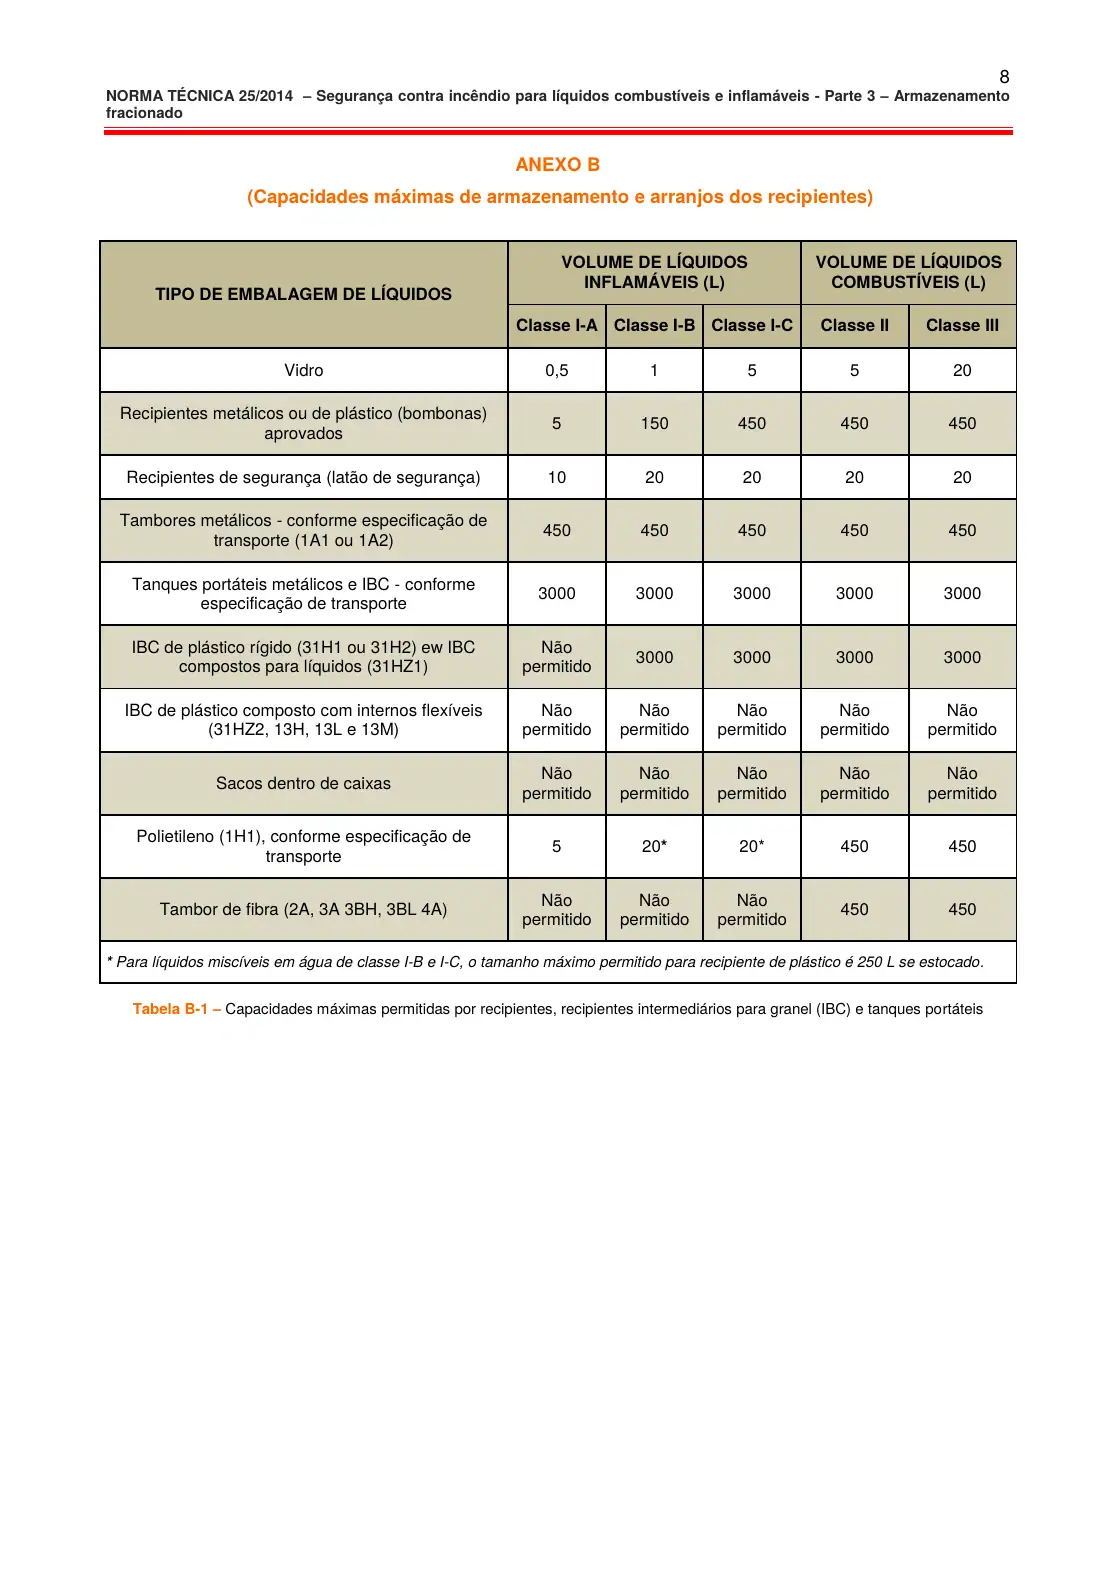 8
NORMA TÉCNICA 25/2014 – Segurança contra incêndio para líquidos combustíveis e inflamáveis - Parte 3 – Armazenamento
fracionado
ANEXO B
(Capacidades máximas de armazenamento e arranjos dos recipientes)
TIPO DE EMBALAGEM DE LÍQUIDOS
VOLUME DE LÍQUIDOS
INFLAMÁVEIS (L)
VOLUME DE LÍQUIDOS
COMBUSTÍVEIS (L)
Classe I-A Classe I-B Classe I-C Classe II Classe III
Vidro 0,5 1 5 5 20
Recipientes metálicos ou de plástico (bombonas)
aprovados
5 150 450 450 450
Recipientes de segurança (latão de segurança) 10 20 20 20 20
Tambores metálicos - conforme especificação de
transporte (1A1 ou 1A2)
450 450 450 450 450
Tanques portáteis metálicos e IBC - conforme
especificação de transporte
3000 3000 3000 3000 3000
IBC de plástico rígido (31H1 ou 31H2) ew IBC
compostos para líquidos (31HZ1)
Não
permitido
3000 3000 3000 3000
IBC de plástico composto com internos flexíveis
(31HZ2, 13H, 13L e 13M)
Não Não Não Não Não
permitido permitido permitido permitido permitido
Sacos dentro de caixas
Não Não Não Não Não
permitido permitido permitido permitido permitido
Polietileno (1H1), conforme especificação de
transporte
5 20* 20* 450 450
Tambor de fibra (2A, 3A 3BH, 3BL 4A)
Não Não Não
permitido permitido permitido
450 450
* Para líquidos miscíveis em água de classe I-B e I-C, o tamanho máximo permitido para recipiente de plástico é 250 L se estocado.
Tabela B-1 – Capacidades máximas permitidas por recipientes, recipientes intermediários para granel (IBC) e tanques portáteis